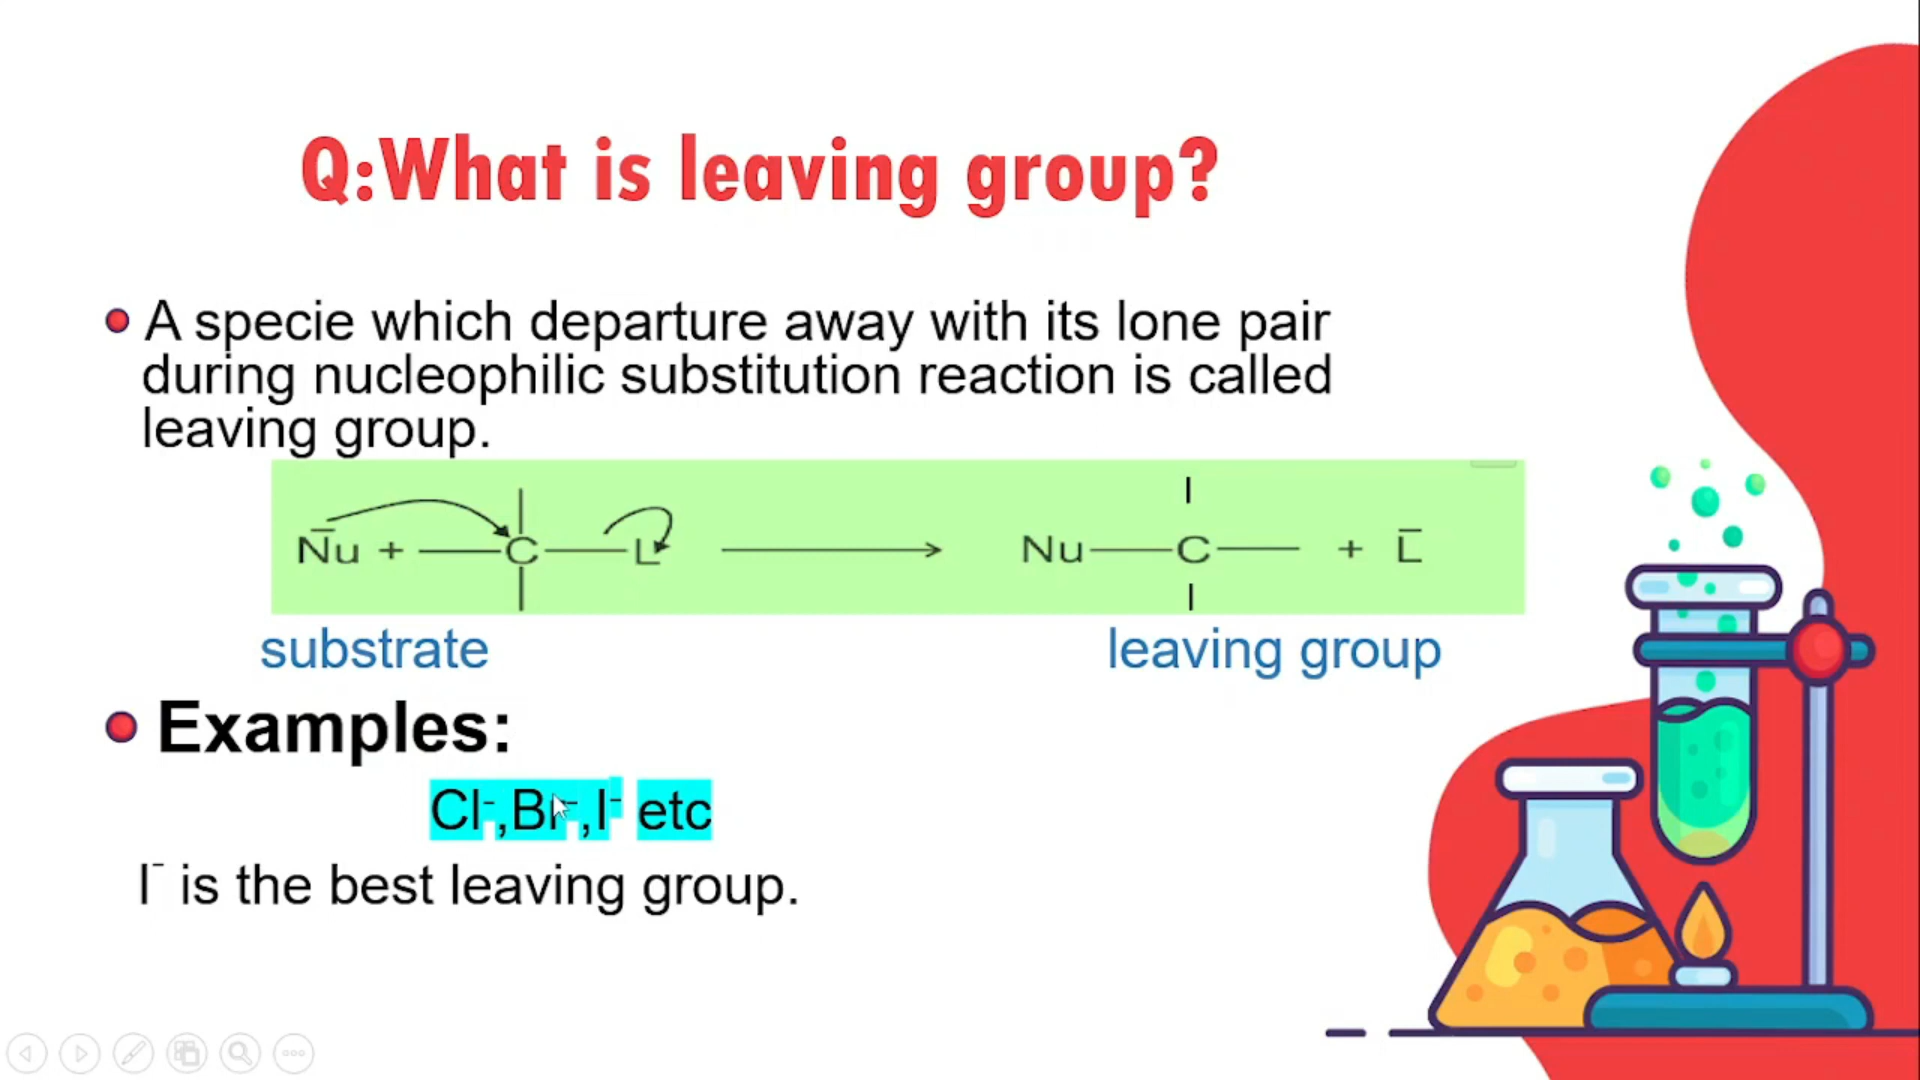 Q:What is leaving group?
A specie which departure away with its lone pair
during nucleophilic substitution reaction is called
leaving group.
N̅u + C L Nu C + L̅
substrate leaving group
Examples:
Cl⁻,Br⁻,I⁻ etc
I⁻ is the best leaving group.